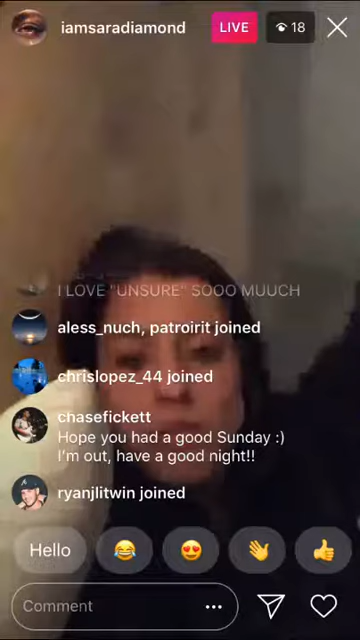 iamsaradiamond
LIVE
18
I LOVE "UNSURE" SOOO MUUCH
aless_nuch, patroirit joined
chrislopez_44 joined
chasefickett
Hope you had a good Sunday :)
I'm out, have a good night!!
ryanjlitwin joined
Hello
Comment